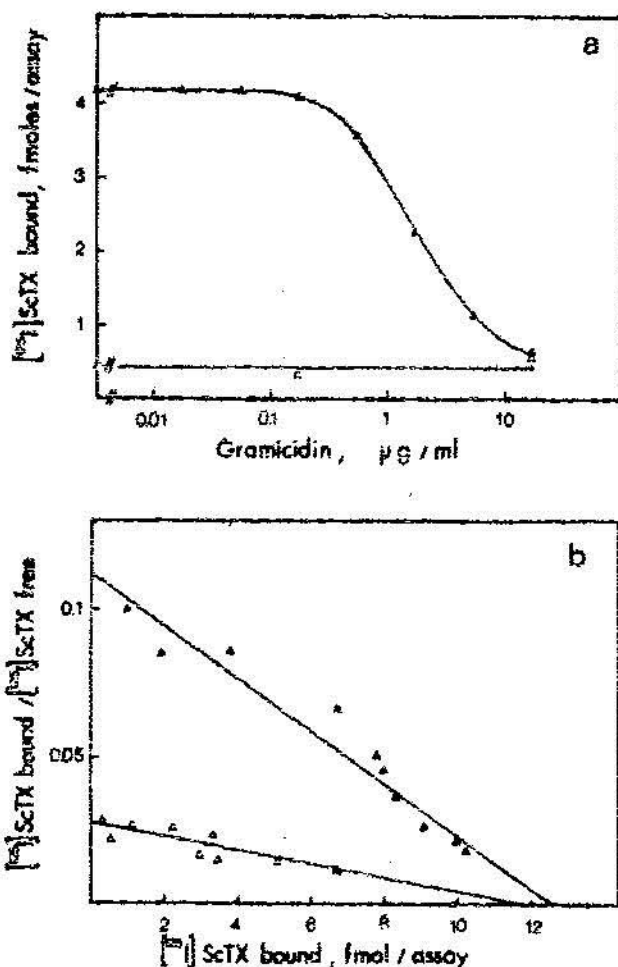 a
[125I]ScTX bound, fmoles/assay
4
3
2
1
0.01 0.1 1 10
Gramicidin, µg/ml
b
[125I]ScTX bound/[125I]ScTX free
0.1
0.05
2 4 6 8 10 12
[125I]ScTX bound, fmol/assay